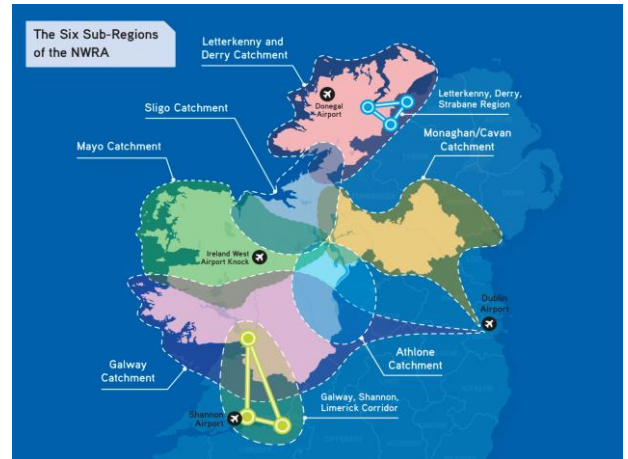 The Six Sub-Regions
of the NWRA
Letterkenny and
Derry Catchment
Donegal
Airport
Letterkenny, Derry,
Strabane Region
Sligo Catchment
Monaghan/Cavan
Catchment
Mayo Catchment
Ireland West
Airport Knock
Dublin
Airport
Galway
Catchment
Athlone
Catchment
Galway, Shannon,
Limerick Corridor
Shannon
Airport